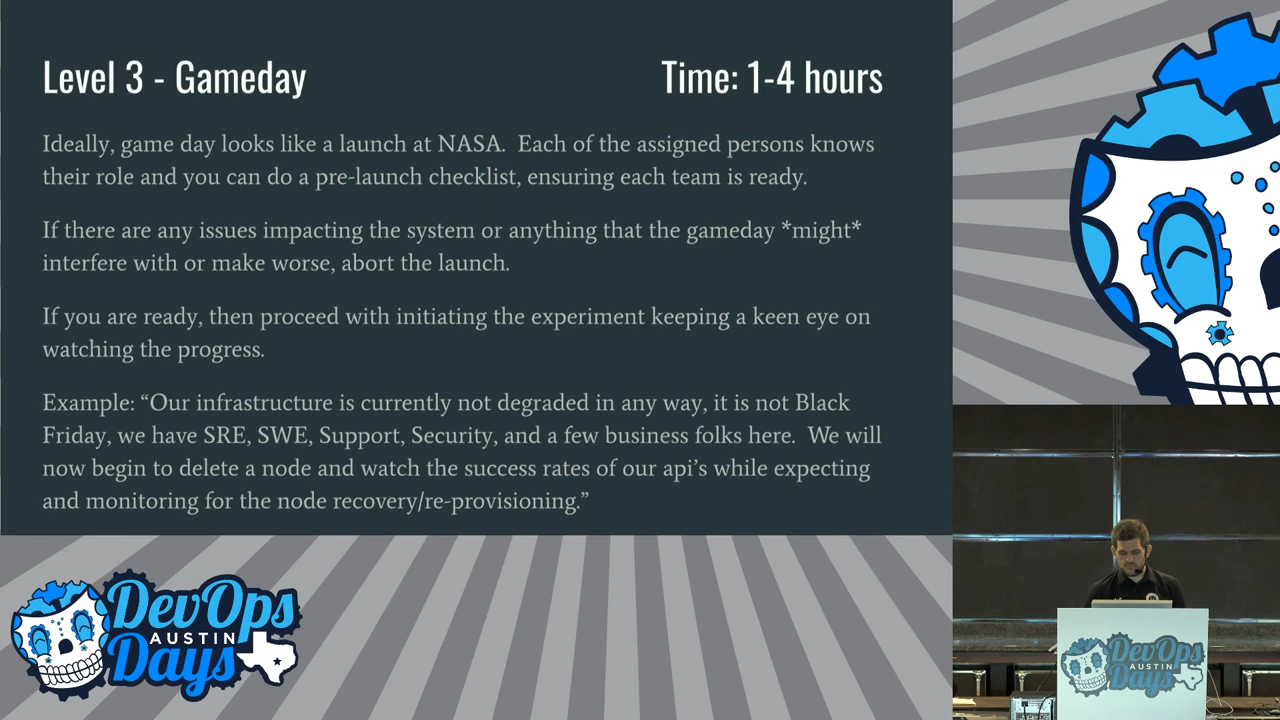 Level 3 - Gameday
Time: 1-4 hours
Ideally, game day looks like a launch at NASA.  Each of the assigned persons knows
their role and you can do a pre-launch checklist, ensuring each team is ready.
If there are any issues impacting the system or anything that the gameday *might*
interfere with or make worse, abort the launch.
If you are ready, then proceed with initiating the experiment keeping a keen eye on
watching the progress.
Example: “Our infrastructure is currently not degraded in any way, it is not Black
Friday, we have SRE, SWE, Support, Security, and a few business folks here.  We will
now begin to delete a node and watch the success rates of our api’s while expecting
and monitoring for the node recovery/re-provisioning.”
DevOps
AUSTIN
Days
DevOps
AUSTIN
Days